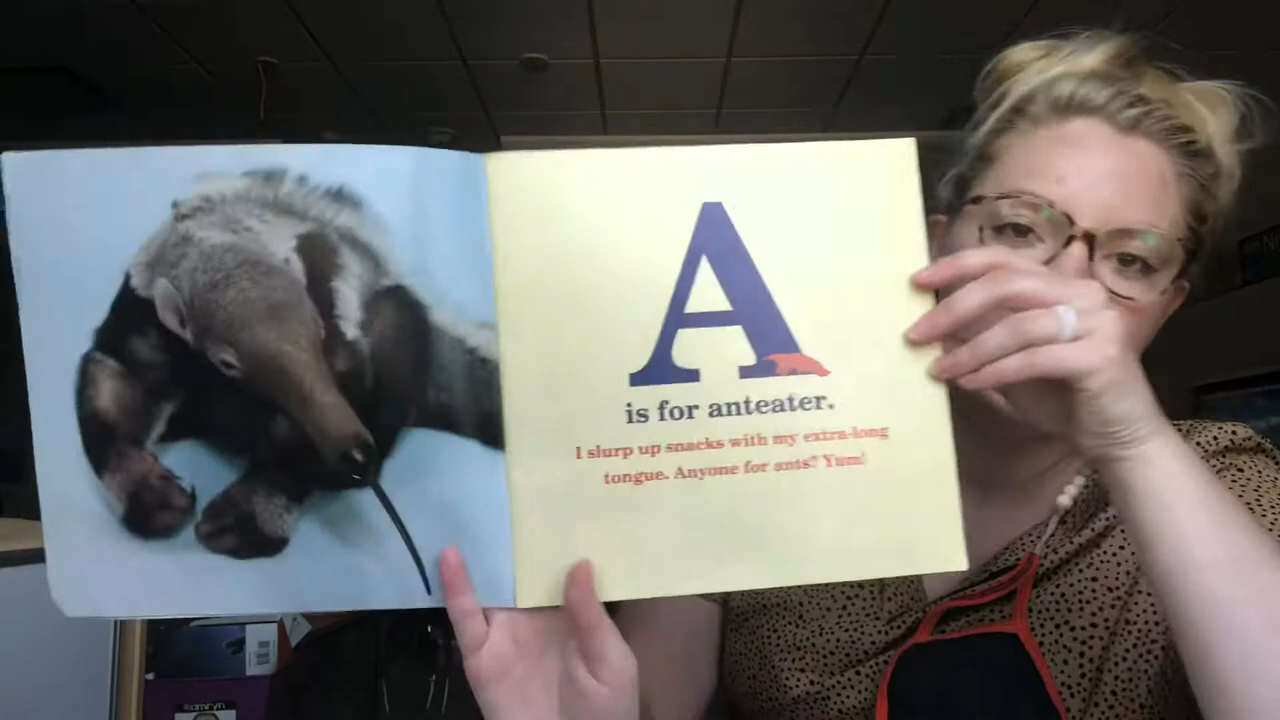 A
is for anteater.
I slurp up snacks with my extra-long
tongue. Anyone for ants? Yum!